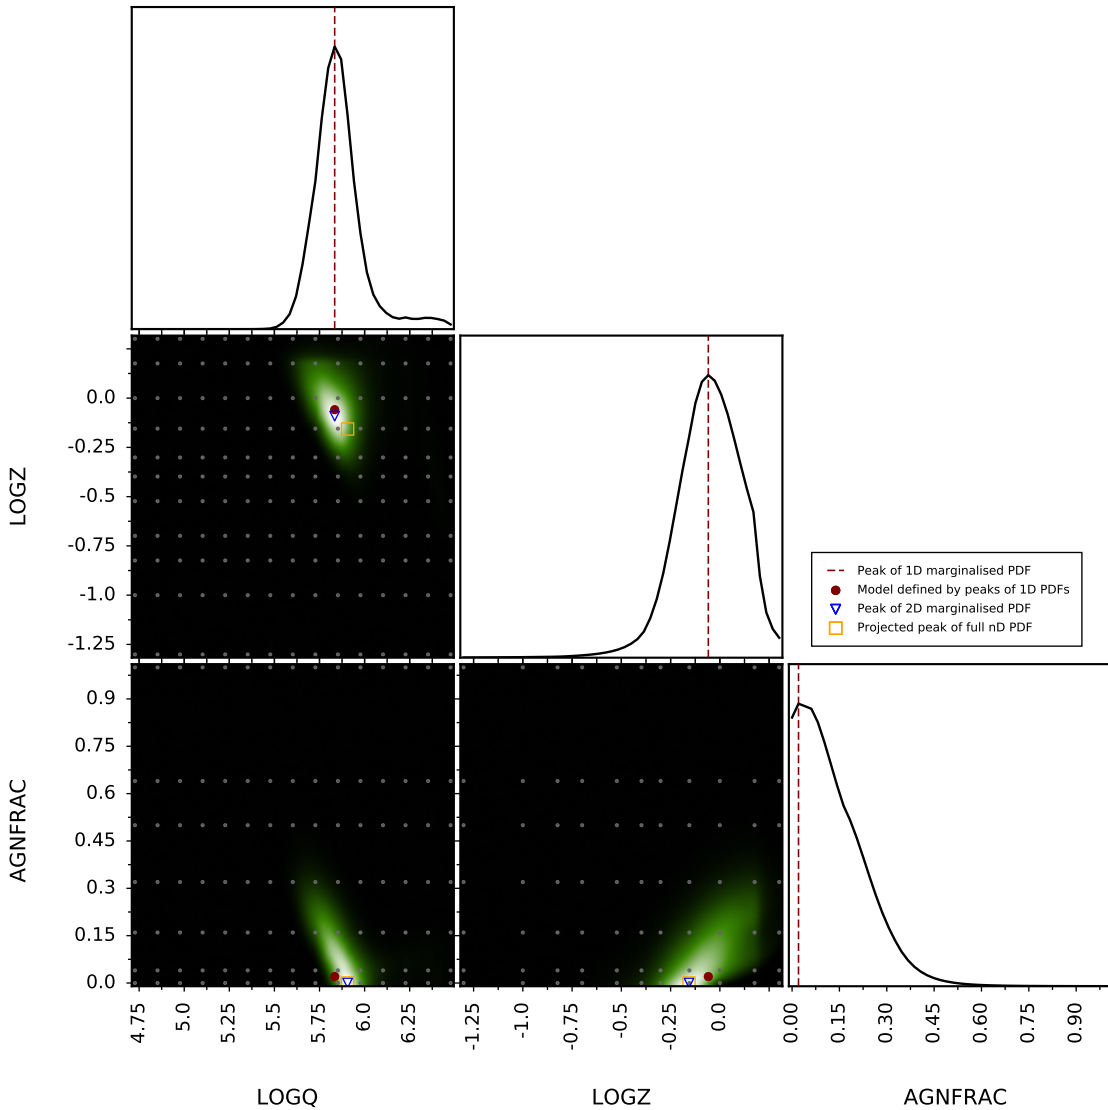 0.0
-0.25
-0.5
-0.75
-1.0
-1.25
LOGZ
Peak of 1D marginalised PDF
Model defined by peaks of 1D PDFs
Peak of 2D marginalised PDF
Projected peak of full nD PDF
0.9
0.75
0.6
0.45
0.3
0.15
0.0
AGNFRAC
4.75 5.0 5.25 5.5 5.75 6.0 6.25
-1.25 -1.0 -0.75 -0.5 -0.25 0.0
0.00 0.15 0.30 0.45 0.60 0.75 0.90
LOGQ LOGZ AGNFRAC